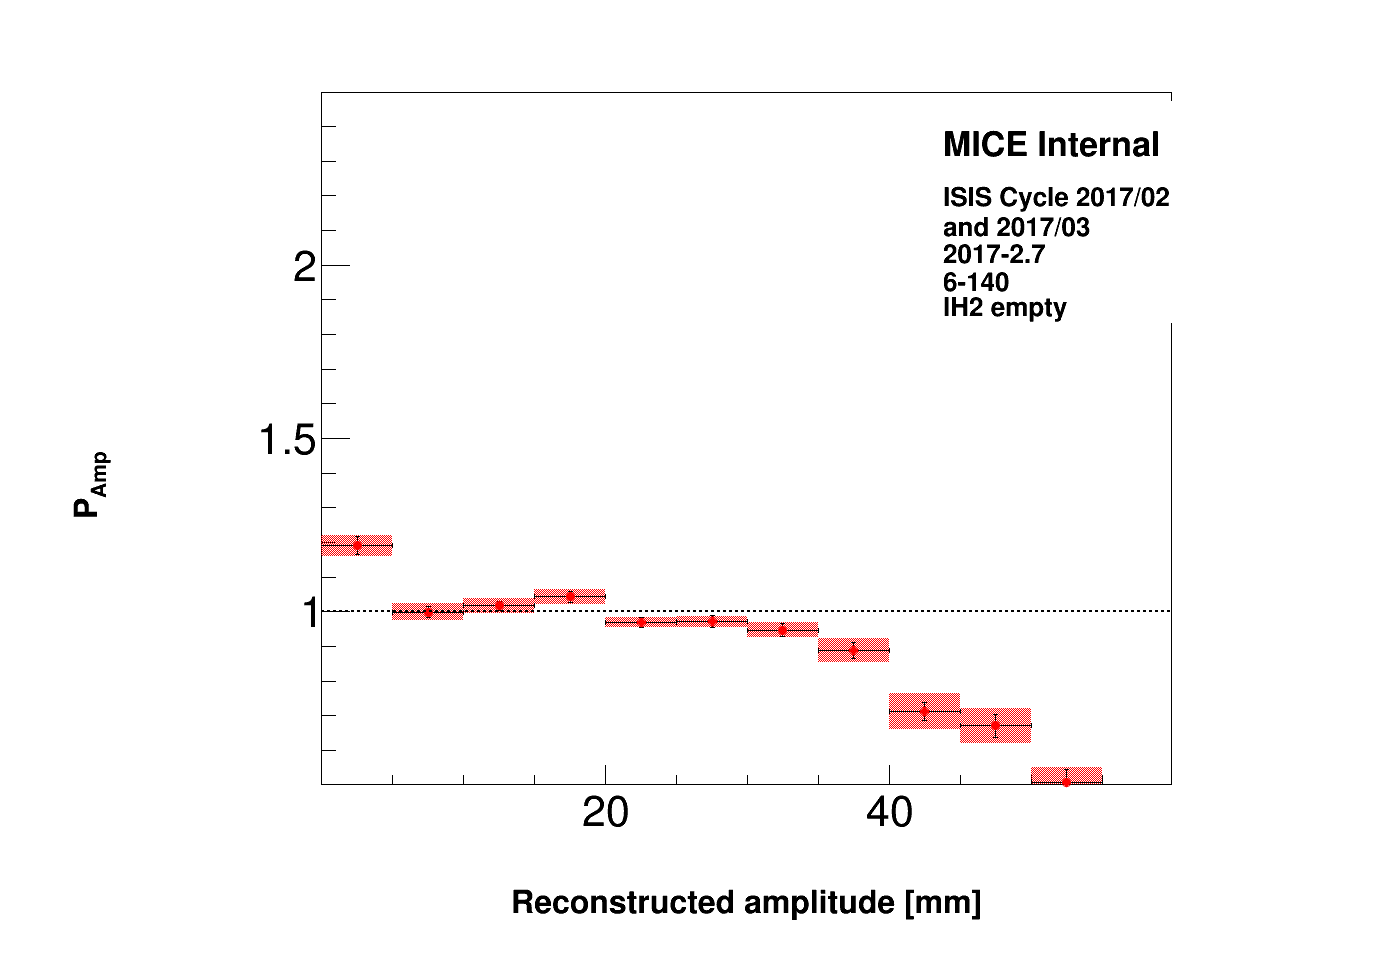 MICE Internal
ISIS Cycle 2017/02
and 2017/03
2017-2.7
6-140
IH2 empty
2
1.5
1
P_Amp
20 40
Reconstructed amplitude [mm]